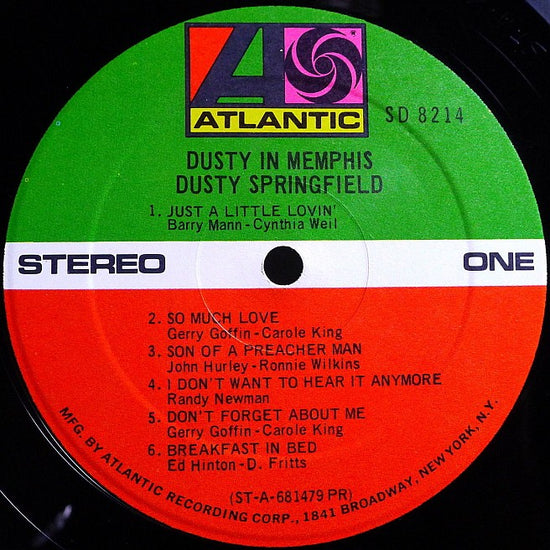 ATLANTIC
SD 8214
DUSTY IN MEMPHIS
DUSTY SPRINGFIELD
1. JUST A LITTLE LOVIN'
Barry Mann-Cynthia Weil
STEREO
ONE
2. SO MUCH LOVE
Gerry Goffin-Carole King
3. SON OF A PREACHER MAN
John Hurley-Ronnie Wilkins
4. I DON'T WANT TO HEAR IT ANYMORE
Randy Newman
5. DON'T FORGET ABOUT ME
Gerry Goffin-Carole King
6. BREAKFAST IN BED
Ed Hinton-D. Fritts
(ST-A-681479 PR)
MFG. BY ATLANTIC RECORDING CORP., 1841 BROADWAY, NEW YORK, N.Y.